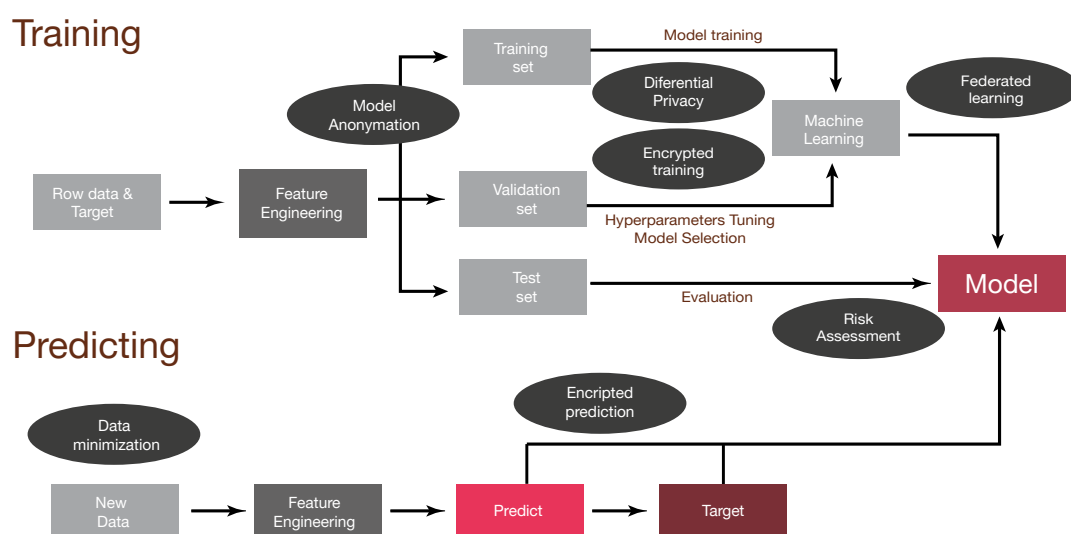 Training
Training
set
Model training
Diferential
Privacy
Federated
learning
Model
Anonymation
Machine
Learning
Encrypted
training
Row data &
Target
Feature
Engineering
Validation
set
Hyperparameters Tuning
Model Selection
Test
set
Evaluation
Model
Risk
Assessment
Predicting
Encripted
prediction
Data
minimization
New
Data
Feature
Engineering
Predict
Target